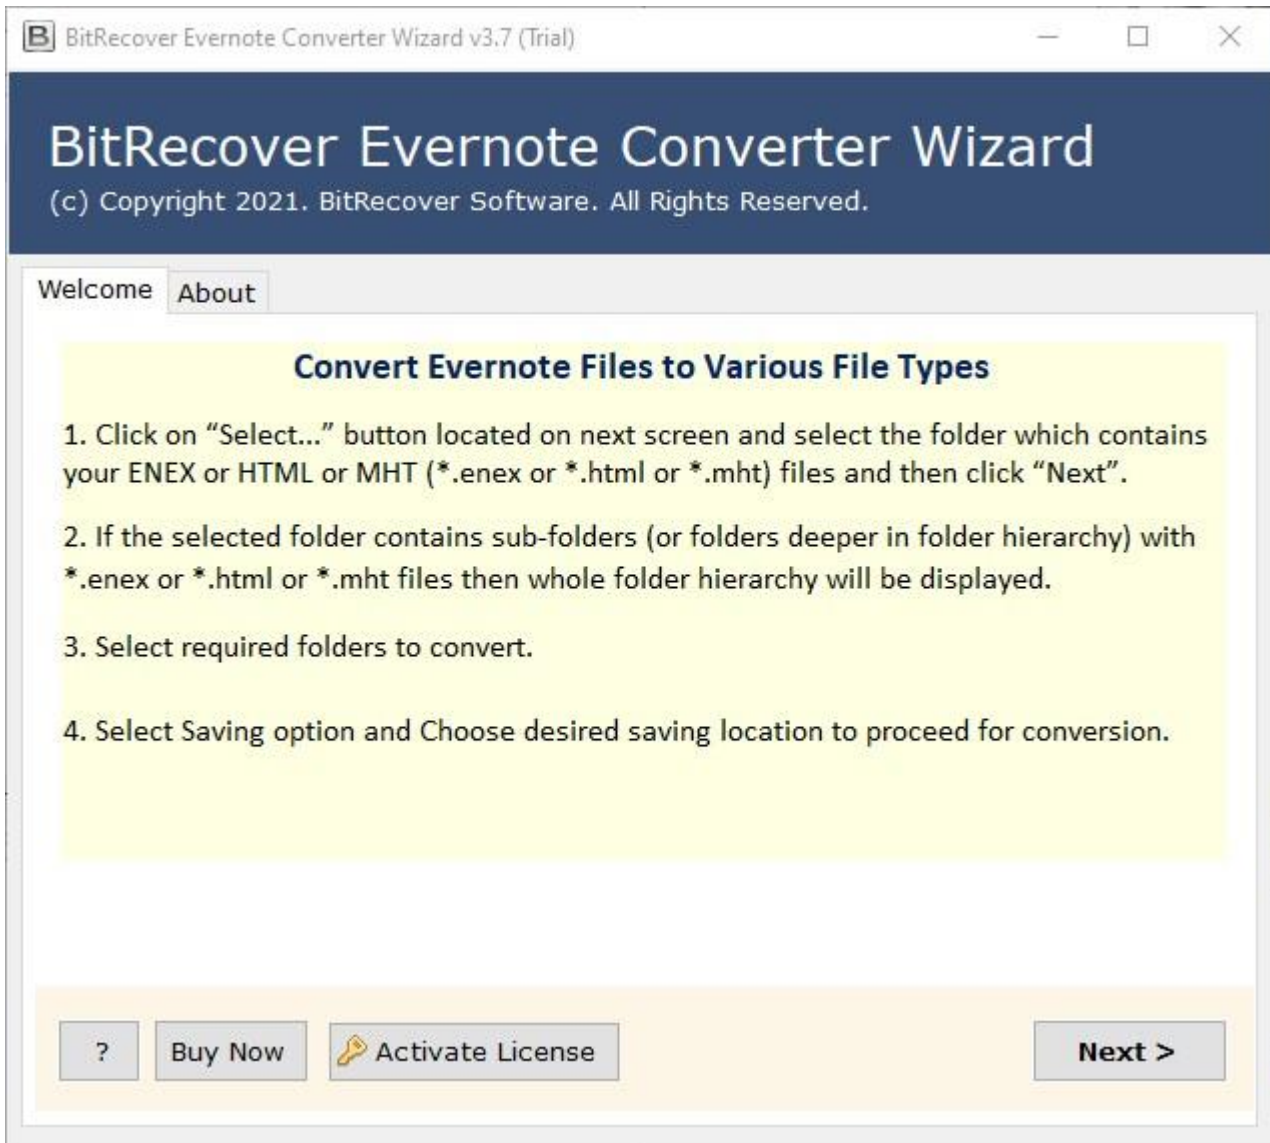 BitRecover Evernote Converter Wizard v3.7 (Trial)
BitRecover Evernote Converter Wizard
(c) Copyright 2021. BitRecover Software. All Rights Reserved.
Welcome
About
Convert Evernote Files to Various File Types
1. Click on “Select...” button located on next screen and select the folder which contains
your ENEX or HTML or MHT (*.enex or *.html or *.mht) files and then click “Next”.
2. If the selected folder contains sub-folders (or folders deeper in folder hierarchy) with
*.enex or *.html or *.mht files then whole folder hierarchy will be displayed.
3. Select required folders to convert.
4. Select Saving option and Choose desired saving location to proceed for conversion.
?
Buy Now
Activate License
Next >